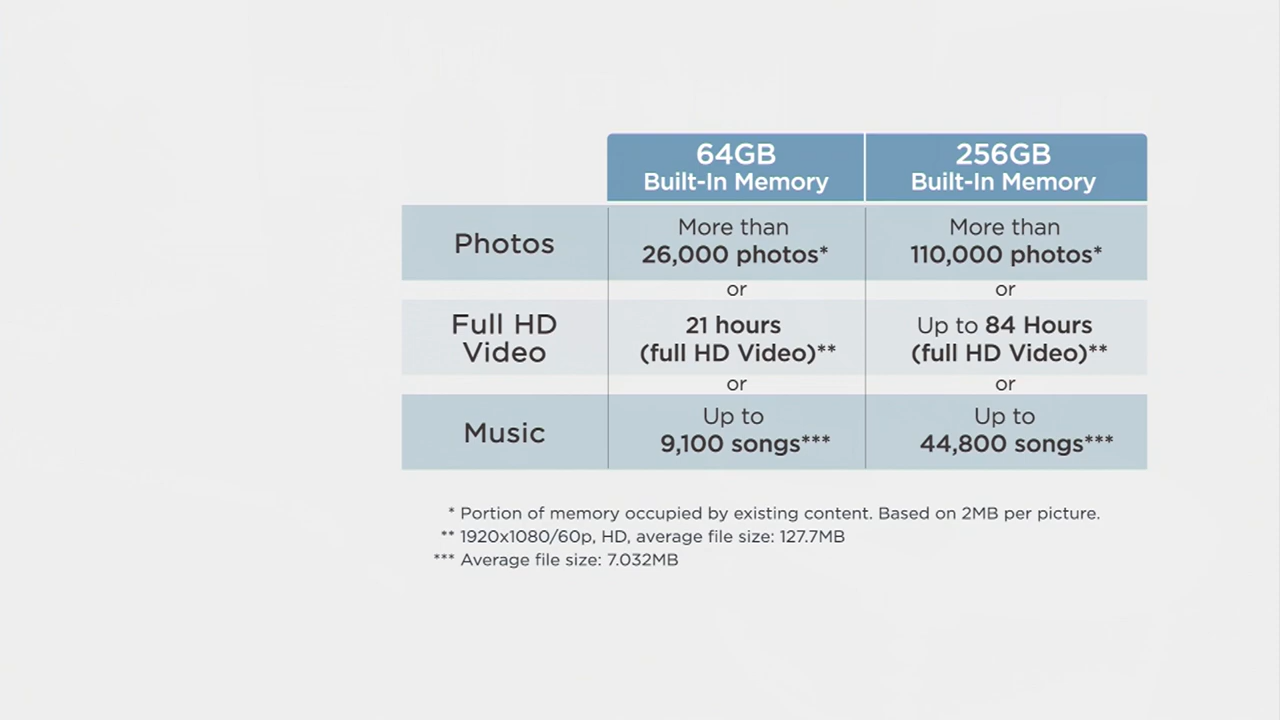 64GB
Built-In Memory
256GB
Built-In Memory
Photos
More than
26,000 photos*
More than
110,000 photos*
or
or
Full HD
Video
21 hours
(full HD Video)**
Up to 84 Hours
(full HD Video)**
or
or
Music
Up to
9,100 songs***
Up to
44,800 songs***
* Portion of memory occupied by existing content. Based on 2MB per picture.
** 1920x1080/60p, HD, average file size: 127.7MB
*** Average file size: 7.032MB